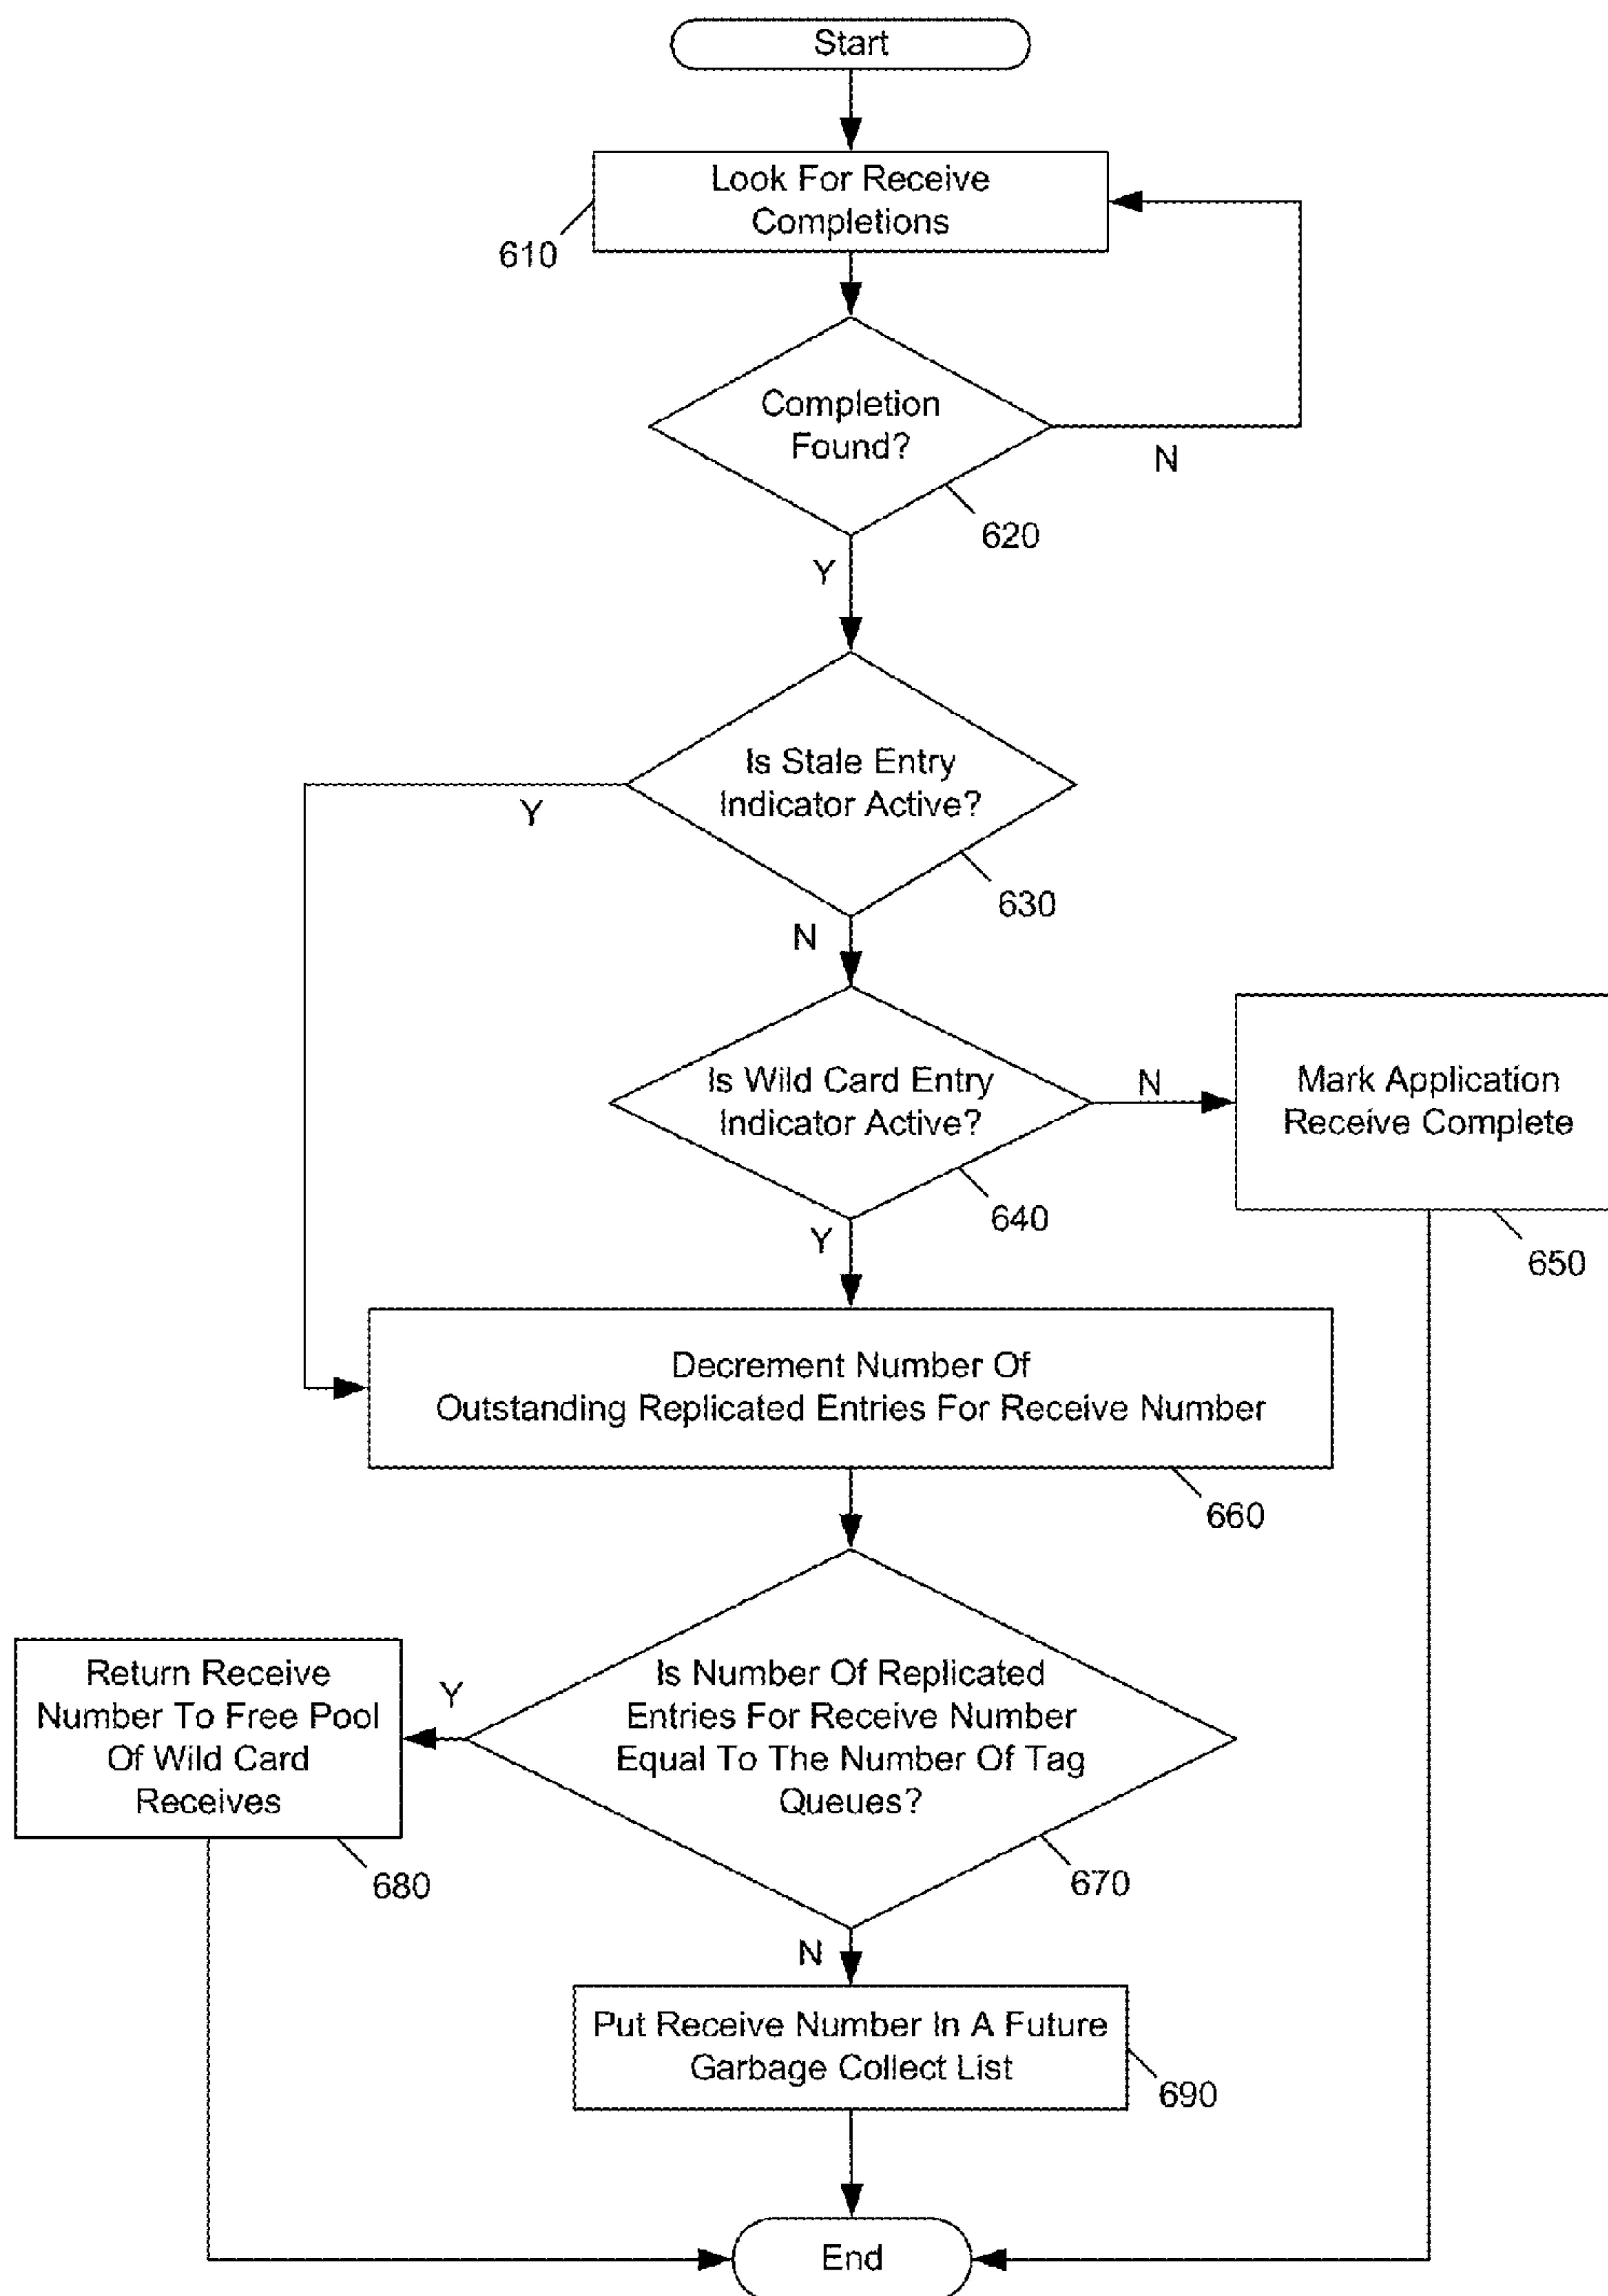 Start
Look For Receive
Completions
610
Completion
Found?
N
620
Y
Is Stale Entry
Indicator Active?
Y
630
N
Is Wild Card Entry
Indicator Active?
N
Mark Application
Receive Complete
640
Y
650
Decrement Number Of
Outstanding Replicated Entries For Receive Number
660
Is Number Of Replicated
Entries For Receive Number
Equal To The Number Of Tag
Queues?
Y
Return Receive
Number To Free Pool
Of Wild Card
Receives
680
670
N
Put Receive Number In A Future
Garbage Collect List
690
End